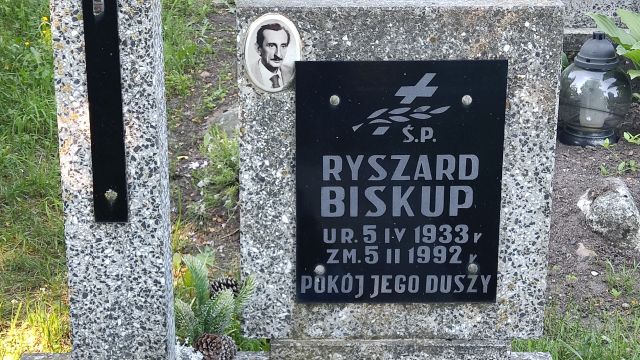 Ś.P.
RYSZARD
BISKUP
UR. 5 IV 1933 r
ZM. 5 II 1992 r.
POKÓJ JEGO DUSZY